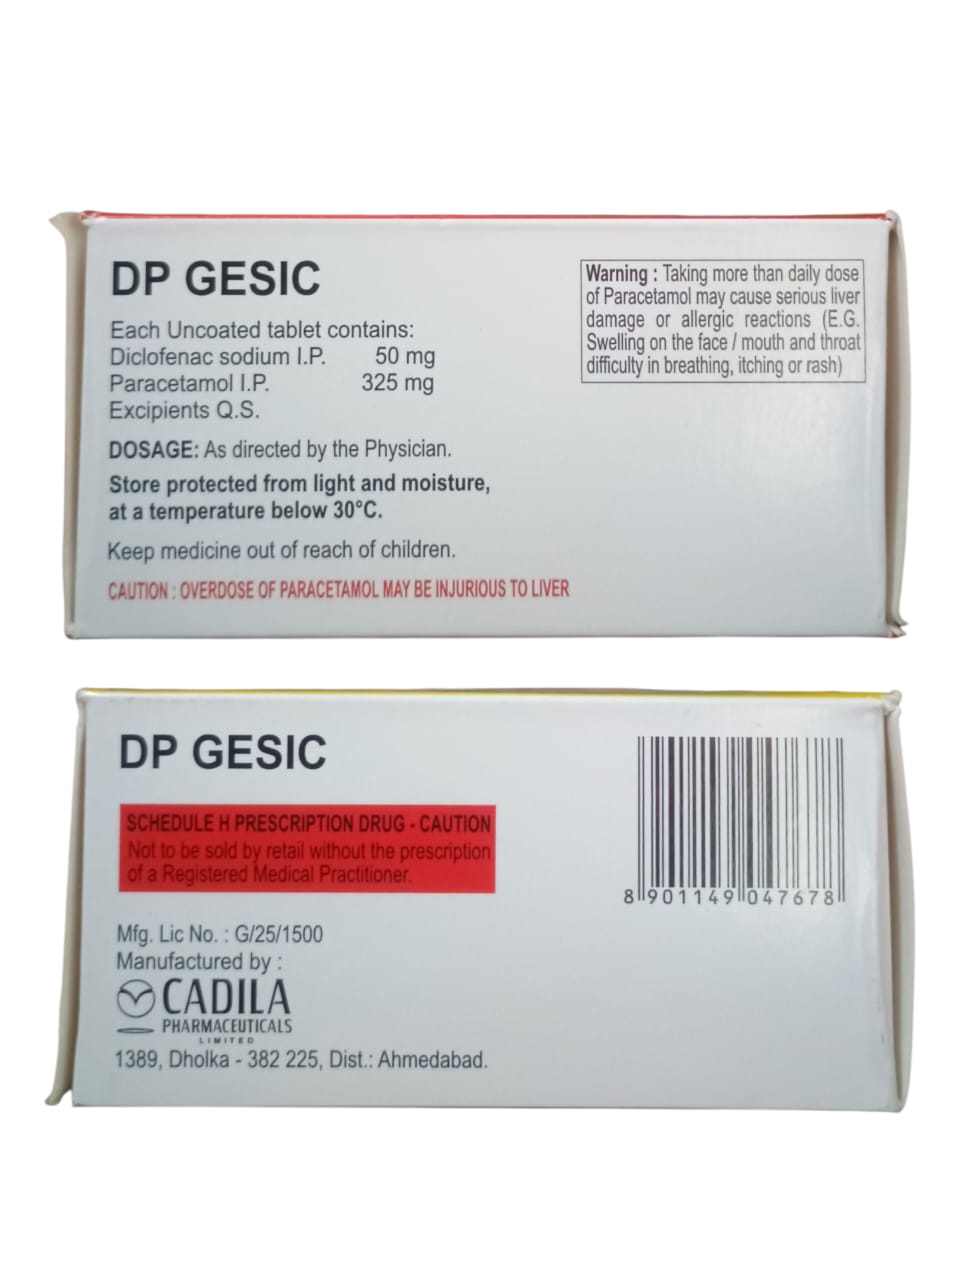 DP GESIC
Each Uncoated tablet contains:
Diclofenac sodium I.P. 50 mg
Paracetamol I.P. 325 mg
Excipients Q.S.
DOSAGE: As directed by the Physician.
Store protected from light and moisture,
at a temperature below 30°C.
Keep medicine out of reach of children.
CAUTION : OVERDOSE OF PARACETAMOL MAY BE INJURIOUS TO LIVER
Warning : Taking more than daily dose
of Paracetamol may cause serious liver
damage or allergic reactions (E.G.
Swelling on the face / mouth and throat
difficulty in breathing, itching or rash)
DP GESIC
SCHEDULE H PRESCRIPTION DRUG - CAUTION
Not to be sold by retail without the prescription
of a Registered Medical Practitioner.
Mfg. Lic No. : G/25/1500
Manufactured by :
CADILA
PHARMACEUTICALS
LIMITED
1389, Dholka - 382 225, Dist.: Ahmedabad.
8 901149 047678